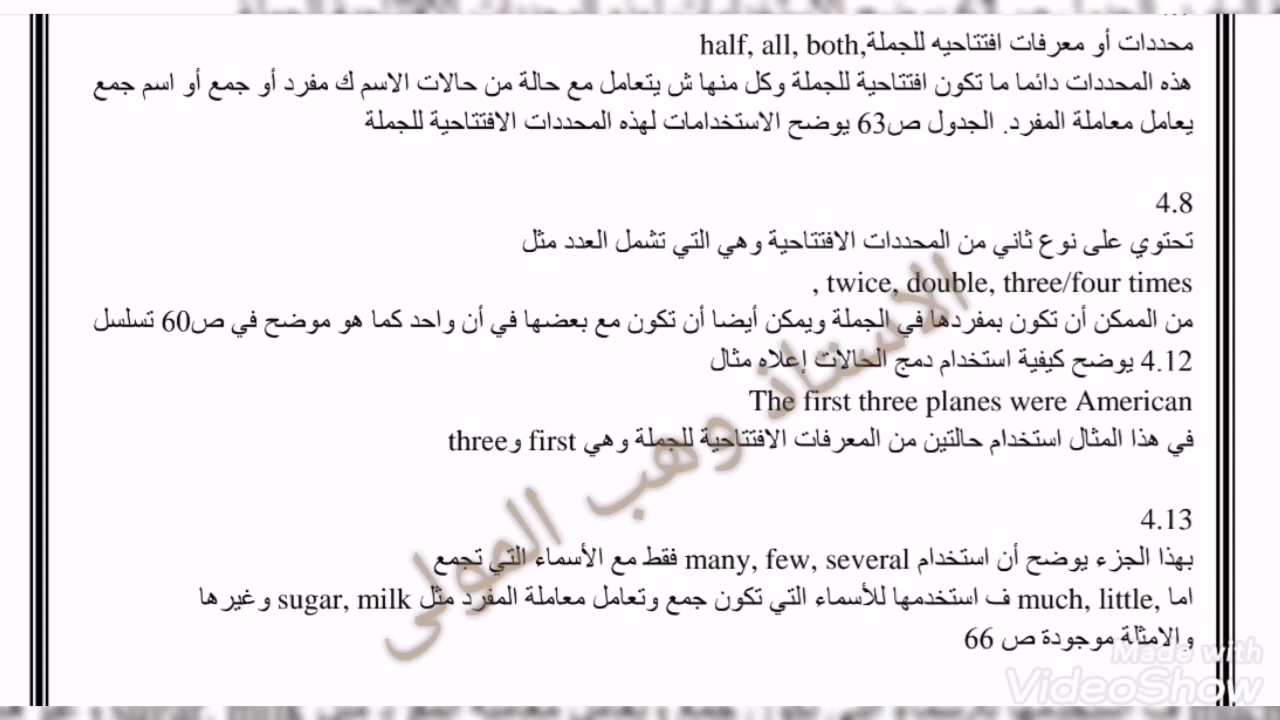 محددات أو معرفات افتتاحيه للجملة,half, all, both
هذه المحددات دائما ما تكون افتتاحية للجملة وكل منها ش يتعامل مع حالة من حالات الاسم ك مفرد أو جمع أو اسم جمع
يعامل معاملة المفرد. الجدول ص63 يوضح الاستخدامات لهذه المحددات الافتتاحية للجملة
4.8
تحتوي على نوع ثاني من المحددات الافتتاحية وهي التي تشمل العدد مثل
, twice, double, three/four times
من الممكن أن تكون بمفردها في الجملة ويمكن أيضا أن تكون مع بعضها في أن واحد كما هو موضح في ص60 تسلسل
4.12 يوضح كيفية استخدام دمج الحالات إعلاه مثال
The first three planes were American
في هذا المثال استخدام حالتين من المعرفات الافتتاحية للجملة وهي first وthree
4.13
بهذا الجزء يوضح أن استخدام many, few, several فقط مع الأسماء التي تجمع
اما ,much, little ف استخدمها للأسماء التي تكون جمع وتعامل معاملة المفرد مثل sugar, milk وغيرها
والامثلة موجودة ص 66
الاستاذ وهب المولى
Made with
VideoShow